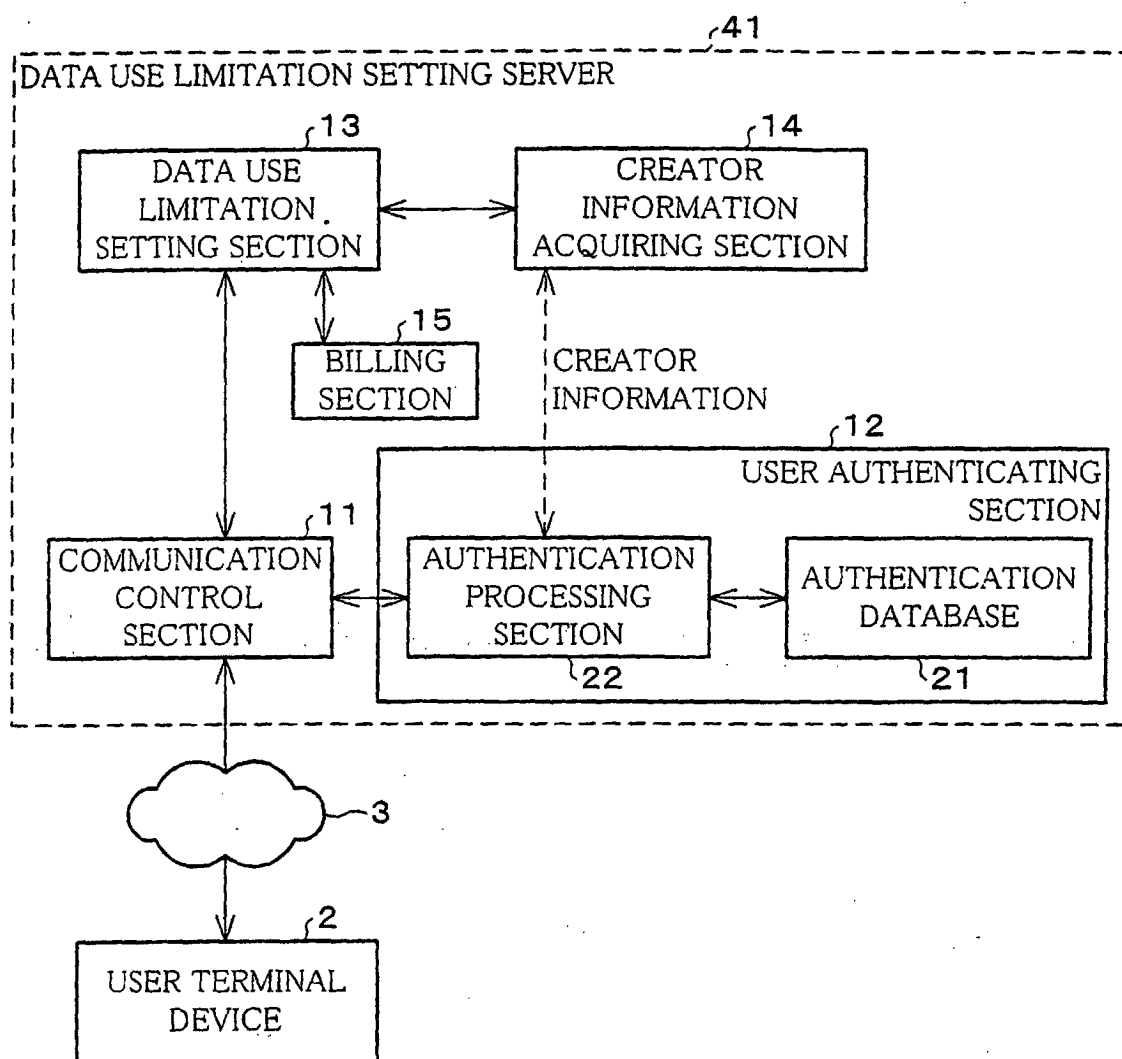 41
DATA USE LIMITATION SETTING SERVER
13
DATA USE
LIMITATION
SETTING SECTION
14
CREATOR
INFORMATION
ACQUIRING SECTION
15
BILLING
SECTION
CREATOR
INFORMATION
12
USER AUTHENTICATING
SECTION
11
COMMUNICATION
CONTROL
SECTION
AUTHENTICATION
PROCESSING
SECTION
22
AUTHENTICATION
DATABASE
21
3
2
USER TERMINAL
DEVICE